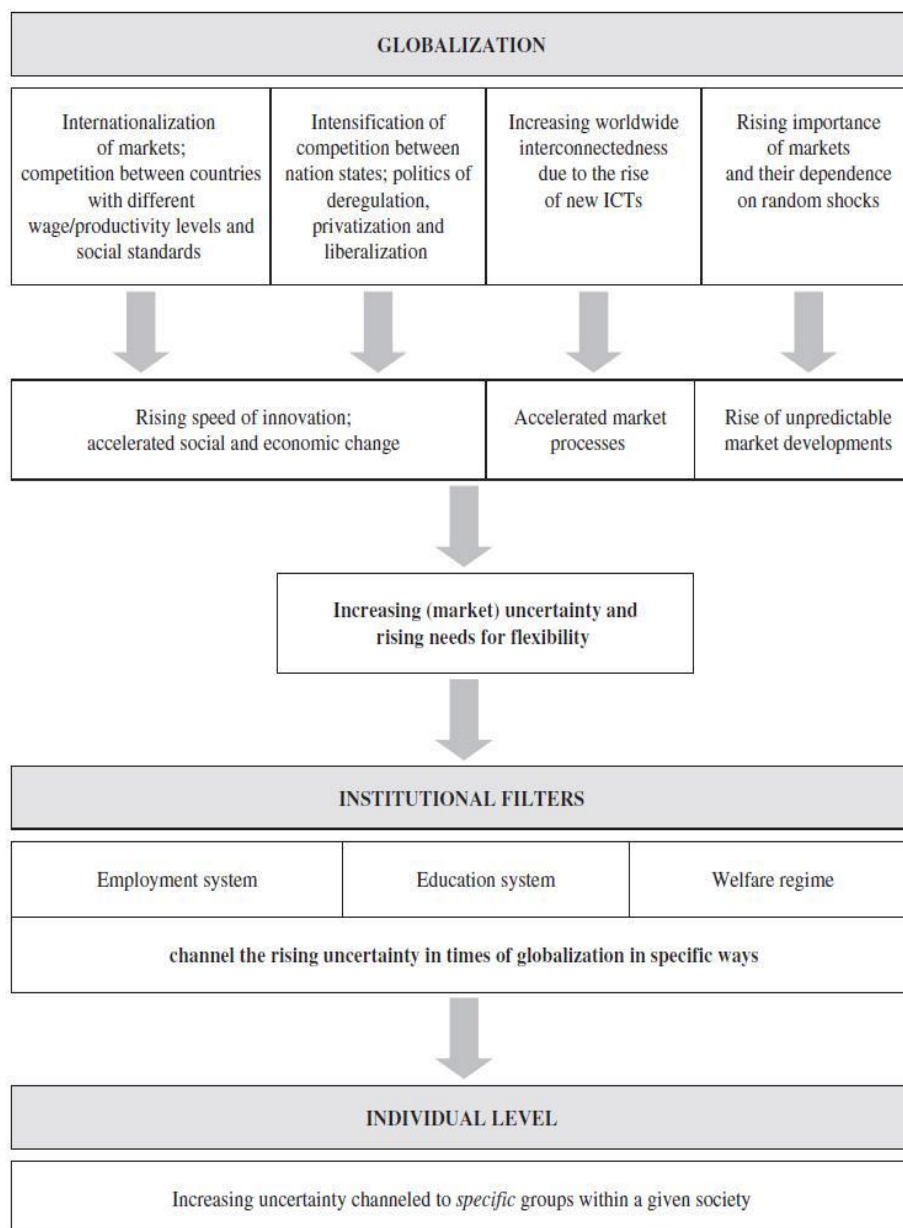 GLOBALIZATION
Internationalization
of markets;
competition between countries
with different
wage/productivity levels and
social standards
Intensification of
competition between
nation states; politics of
deregulation,
privatization and
liberalization
Increasing worldwide
interconnectedness
due to the rise
of new ICTs
Rising importance
of markets
and their dependence
on random shocks
Rising speed of innovation;
accelerated social and economic change
Accelerated market
processes
Rise of unpredictable
market developments
Increasing (market) uncertainty and
rising needs for flexibility
INSTITUTIONAL FILTERS
Employment system
Education system
Welfare regime
channel the rising uncertainty in times of globalization in specific ways
INDIVIDUAL LEVEL
Increasing uncertainty channeled to specific groups within a given society